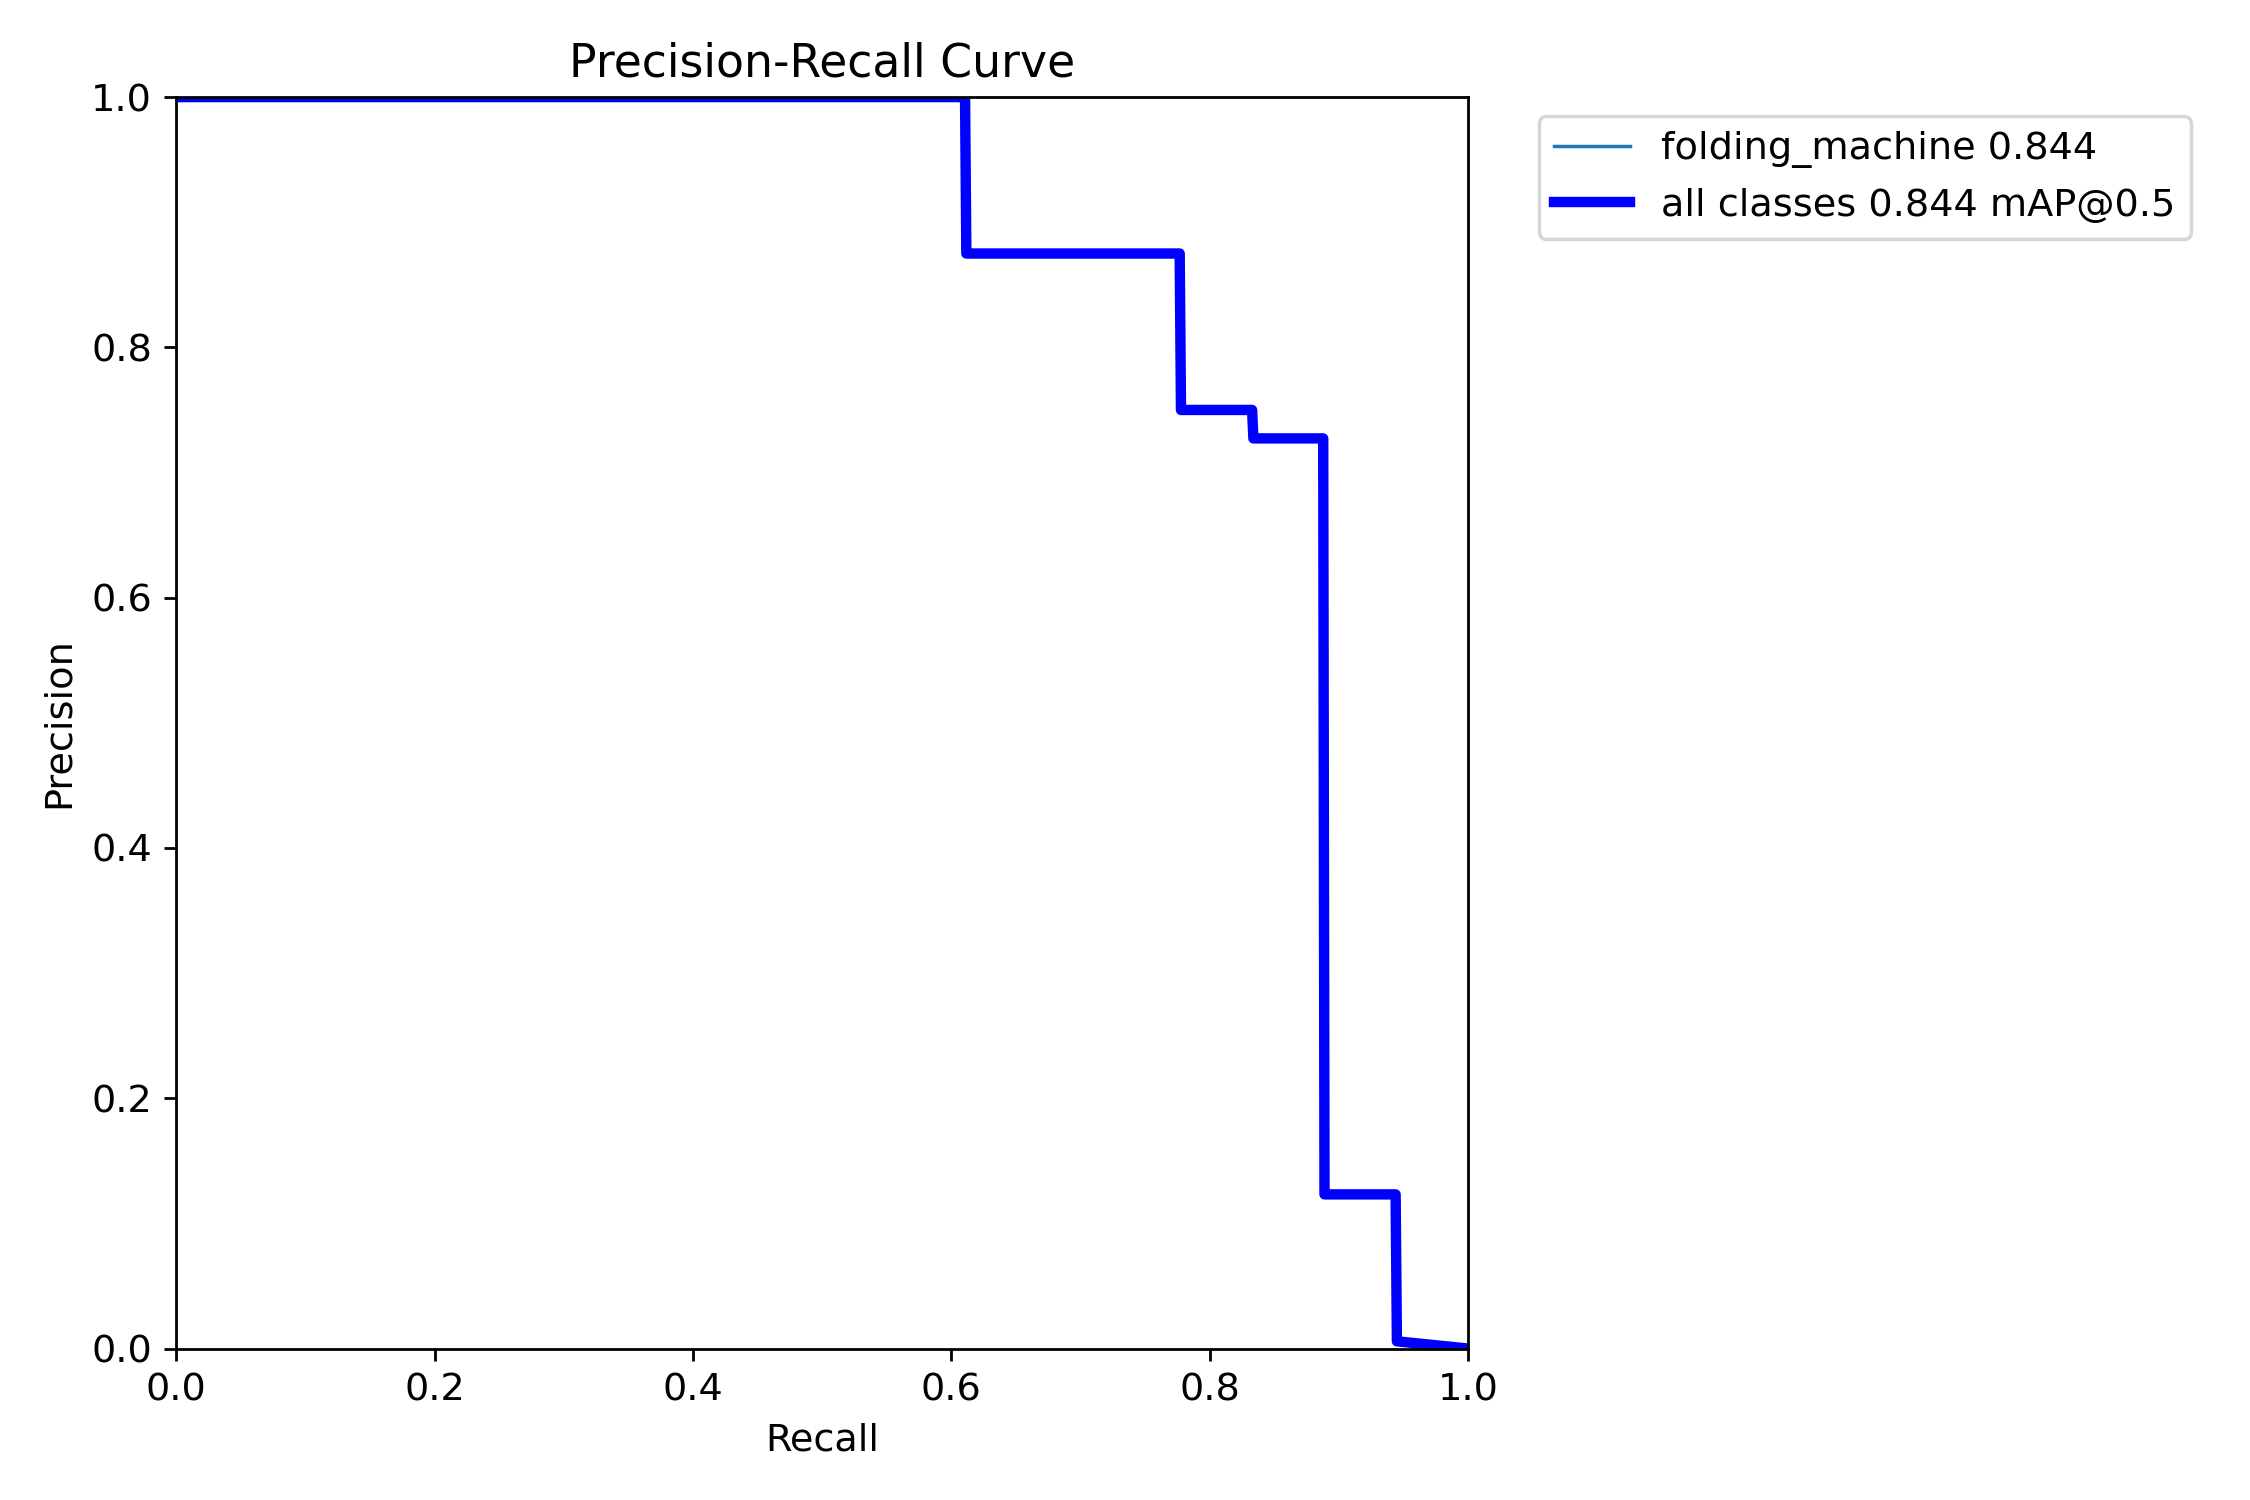 Precision-Recall Curve
1.0
0.8
0.6
0.4
0.2
0.0
Precision
0.0 0.2 0.4 0.6 0.8 1.0
Recall
folding_machine 0.844
all classes 0.844 mAP@0.5